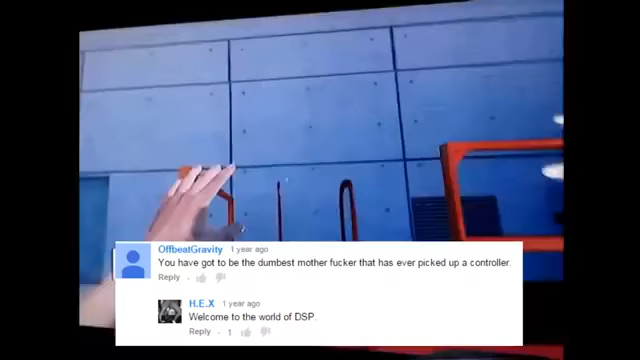 OffbeatGravity 1 year ago
You have got to be the dumbest mother fucker that has ever picked up a controller.
Reply
H.E.X 1 year ago
Welcome to the world of DSP.
Reply · 1